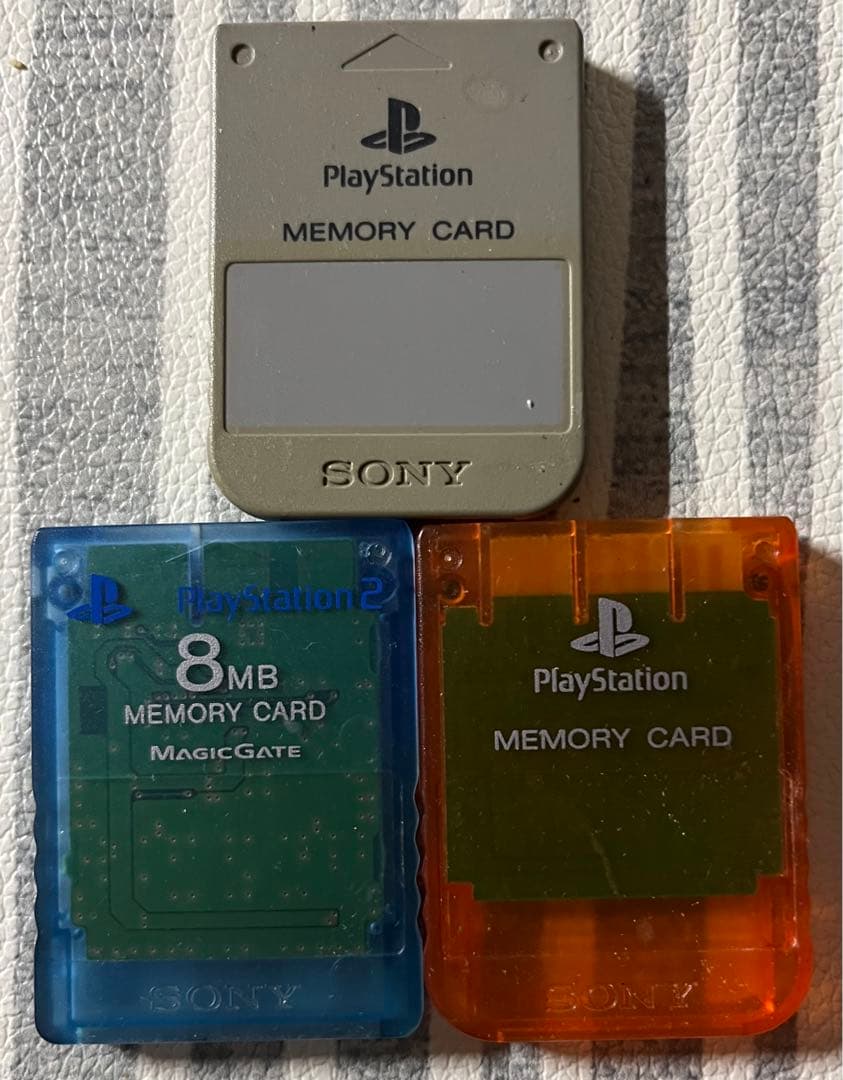 PlayStation
MEMORY CARD
SONY
PlayStation 2
8MB
MEMORY CARD
MAGICGATE
SONY
PlayStation
MEMORY CARD
SONY